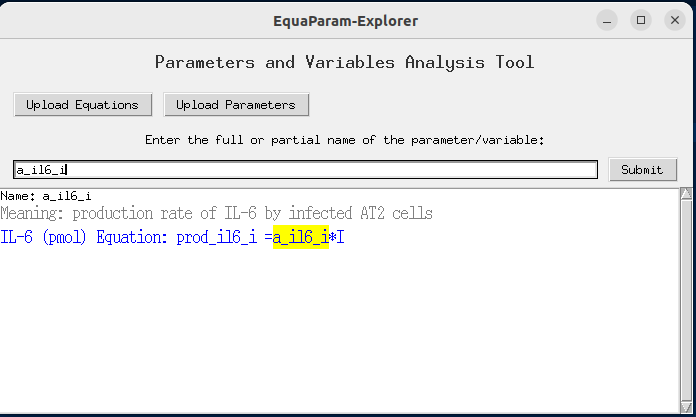 EquaParam-Explorer
Parameters and Variables Analysis Tool
Upload Equations
Upload Parameters
Enter the full or partial name of the parameter/variable:
a_il6_i
Submit
Name: a_il6_i
Meaning: production rate of IL-6 by infected AT2 cells
IL-6 (pmol) Equation: prod_il6_i =a_il6_i*I